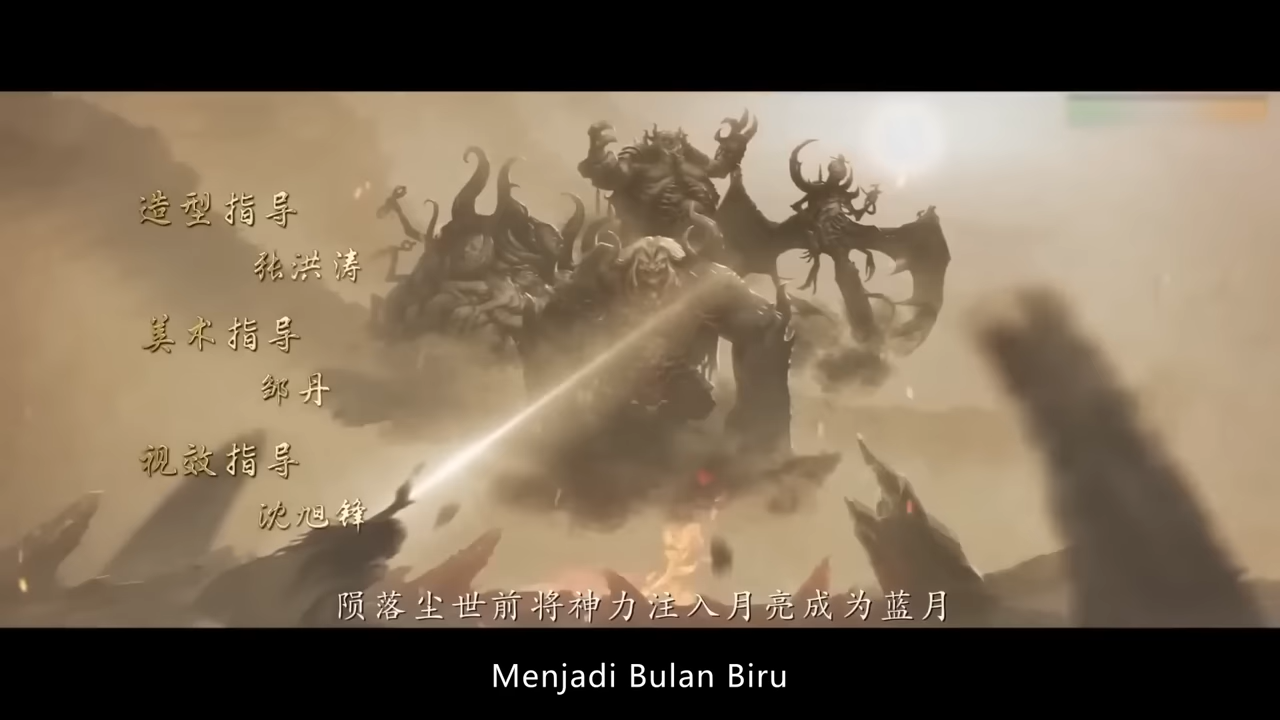 造型指导
张洪涛
美术指导
邹丹
视效指导
沈旭锋
陨落尘世前将神力注入月亮成为蓝月
Menjadi Bulan Biru